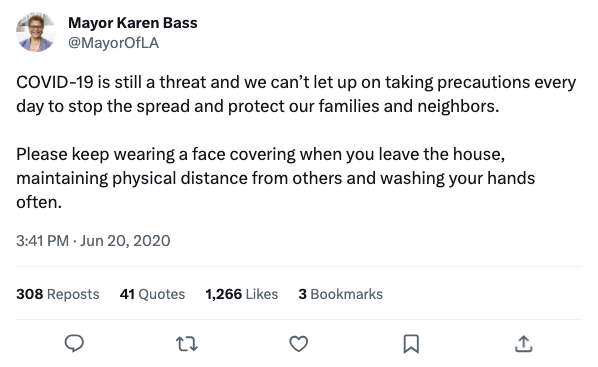 Mayor Karen Bass
@MayorOfLA
COVID-19 is still a threat and we can’t let up on taking precautions every
day to stop the spread and protect our families and neighbors.
Please keep wearing a face covering when you leave the house,
maintaining physical distance from others and washing your hands
often.
3:41 PM · Jun 20, 2020
308 Reposts 41 Quotes 1,266 Likes 3 Bookmarks